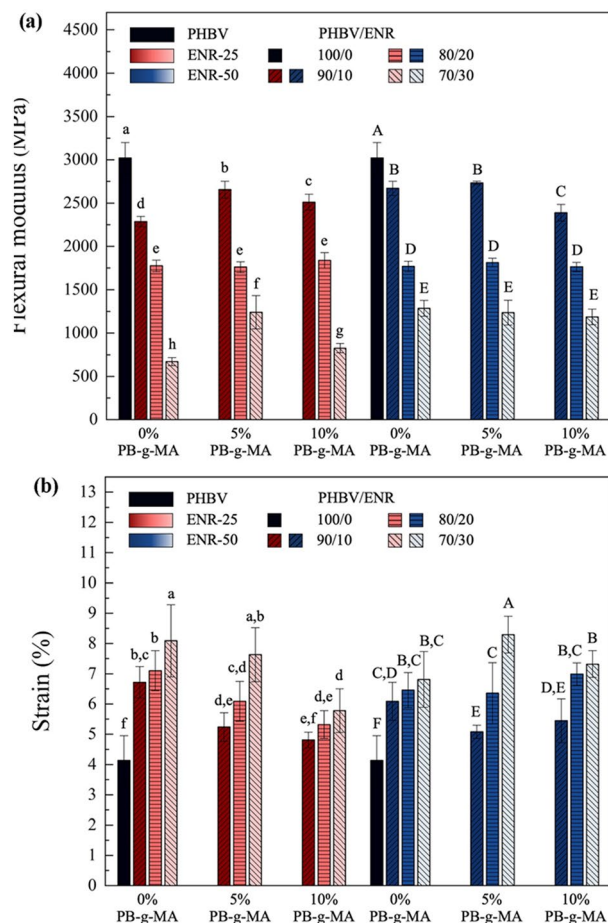 (a)
PHBV PHBV/ENR
ENR-25 100/0 80/20
ENR-50 90/10 70/30
Flexural modulus (MPa)
4500
4000
3500
3000
2500
2000
1500
1000
500
0
a d e h b e f c e g A B D E B D E C D E
0% 5% 10% 0% 5% 10%
PB-g-MA PB-g-MA PB-g-MA PB-g-MA PB-g-MA PB-g-MA
(b)
PHBV PHBV/ENR
ENR-25 100/0 80/20
ENR-50 90/10 70/30
Strain (%)
13
12
11
10
9
8
7
6
5
4
3
2
1
0
f b,c b a d,e c,d a,b e,f d,e d F C,D B,C B,C E C A D,E B,C B
0% 5% 10% 0% 5% 10%
PB-g-MA PB-g-MA PB-g-MA PB-g-MA PB-g-MA PB-g-MA